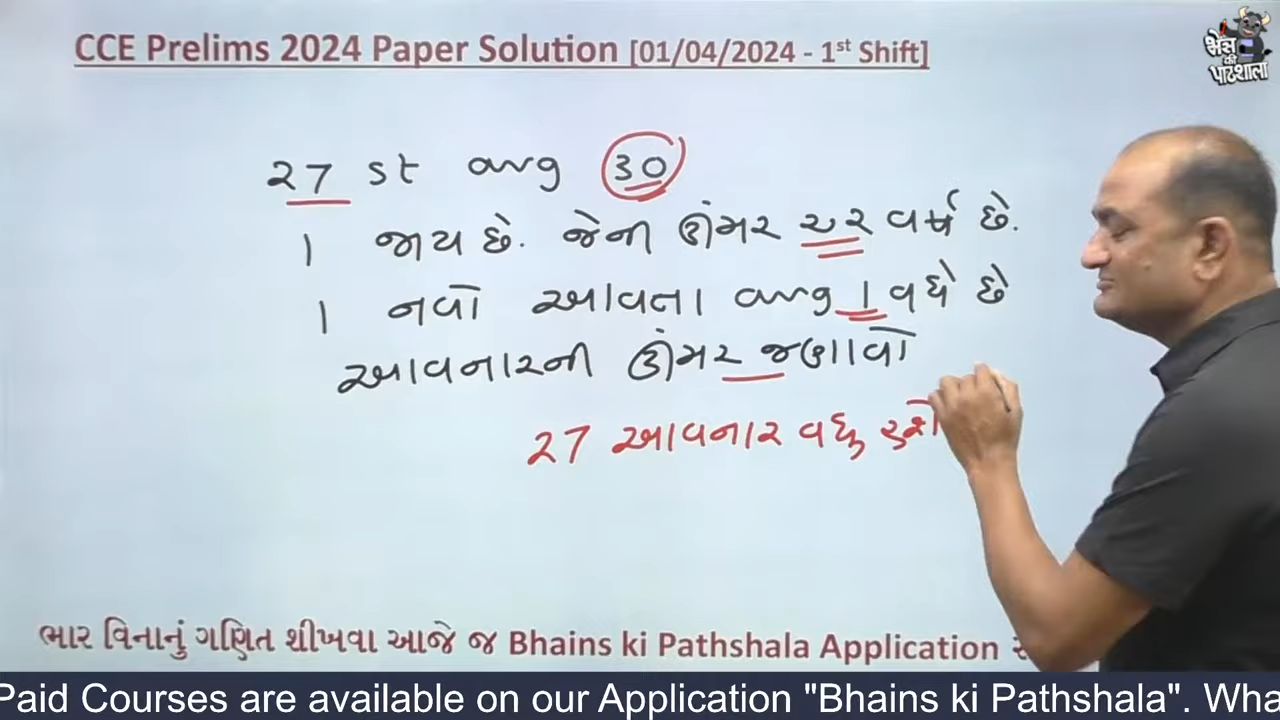 CCE Prelims 2024 Paper Solution [01/04/2024 - 1st Shift]
भैंस
की
पाठशाला
27 st avg 30
1 જાય છે. જેની ઊંમર ૨૨ વર્ષ છે.
1 નવો આવતા avg 1 વધે છે
આવનારની ઊંમર જણાવો
27 આવનાર વધુ
ભાર વિનાનું ગણિત શીખવા આજે જ Bhains ki Pathshala Application
Paid Courses are available on our Application "Bhains ki Pathshala". Wha